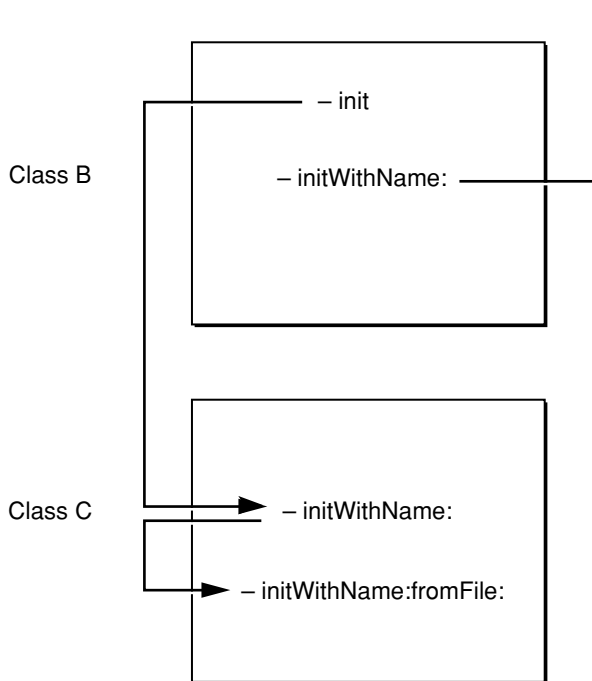 – init
Class B
– initWithName:
Class C
– initWithName:
– initWithName:fromFile: